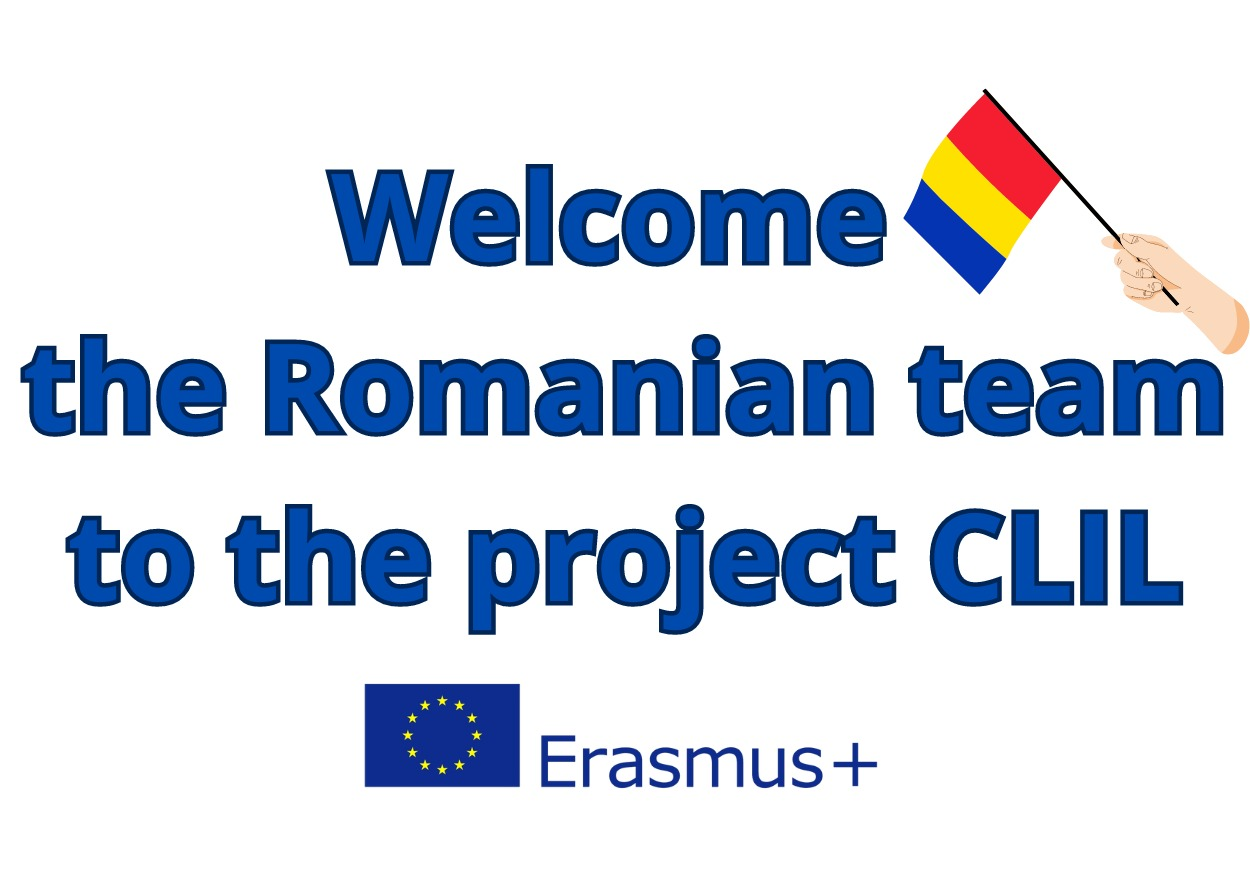 Welcome
the Romanian team
to the project CLIL
Erasmus+